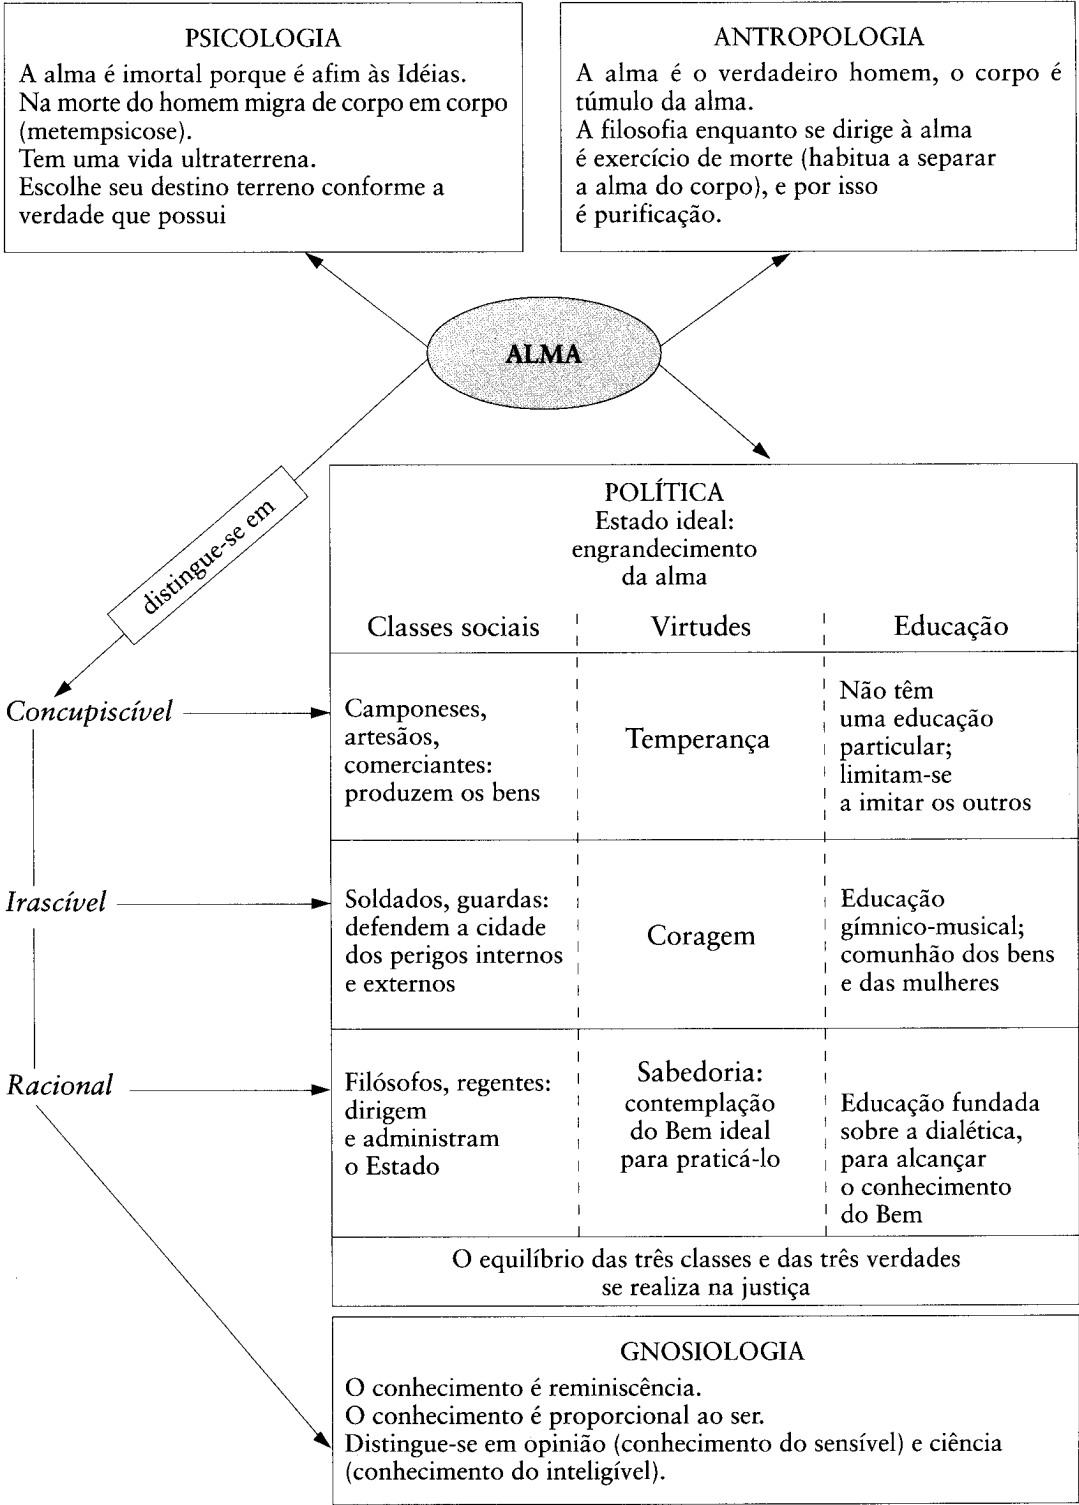 PSICOLOGIA
A alma é imortal porque é afim às Idéias.
Na morte do homem migra de corpo em corpo
(metempsicose).
Tem uma vida ultraterrena.
Escolhe seu destino terreno conforme a
verdade que possui
ANTROPOLOGIA
A alma é o verdadeiro homem, o corpo é
túmulo da alma.
A filosofia enquanto se dirige à alma
é exercício de morte (habitua a separar
a alma do corpo), e por isso
é purificação.
ALMA
distingue-se em
POLÍTICA
Estado ideal:
engrandecimento
da alma
Classes sociais
Virtudes
Educação
Concupiscível
Camponeses,
artesãos,
comerciantes:
produzem os bens
Temperança
Não têm
uma educação
particular;
limitam-se
a imitar os outros
Irascível
Soldados, guardas:
defendem a cidade
dos perigos internos
e externos
Coragem
Educação
gímnico-musical;
comunhão dos bens
e das mulheres
Racional
Filósofos, regentes:
dirigem
e administram
o Estado
Sabedoria:
contemplação
do Bem ideal
para praticá-lo
Educação fundada
sobre a dialética,
para alcançar
o conhecimento
do Bem
O equilíbrio das três classes e das três verdades
se realiza na justiça
GNOSIOLOGIA
O conhecimento é reminiscência.
O conhecimento é proporcional ao ser.
Distingue-se em opinião (conhecimento do sensível) e ciência
(conhecimento do inteligível).